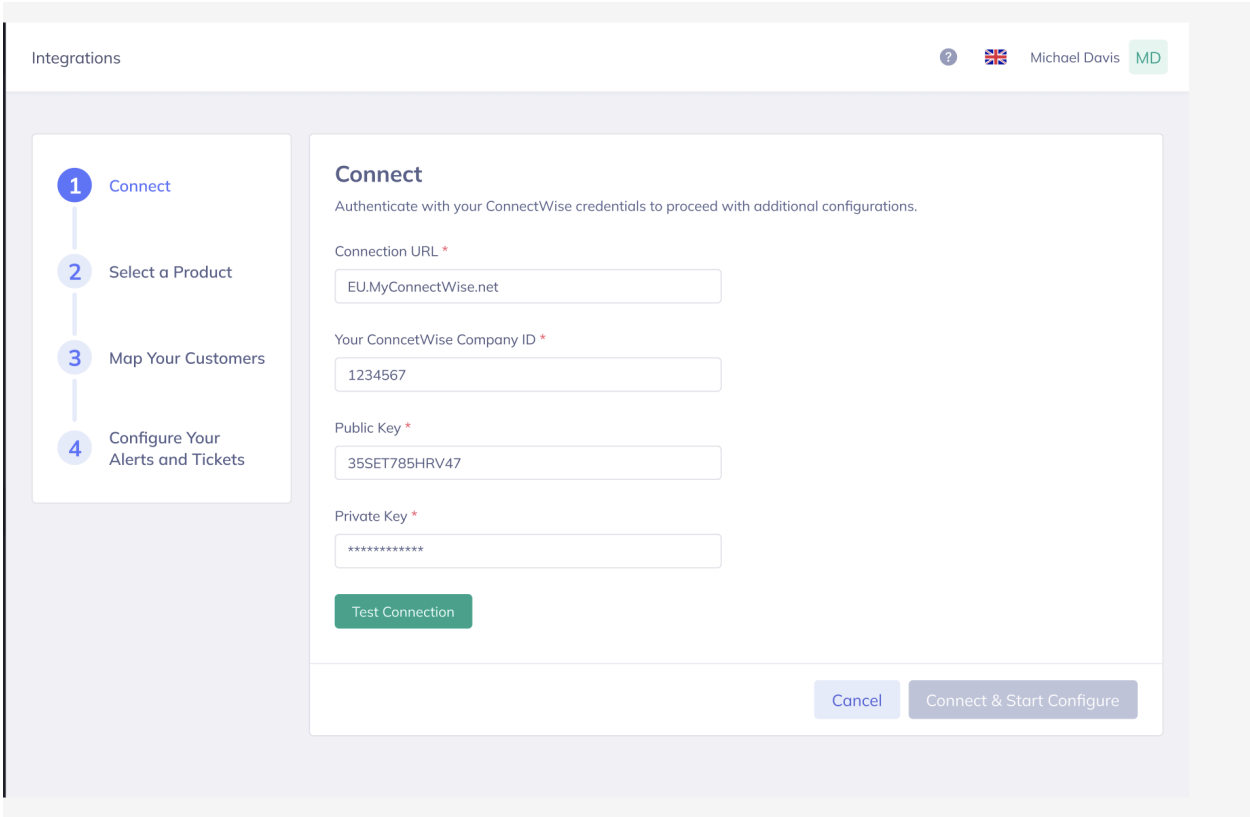 Integrations
?
Michael Davis
MD
1
Connect
2
Select a Product
3
Map Your Customers
4
Configure Your
Alerts and Tickets
Connect
Authenticate with your ConnectWise credentials to proceed with additional configurations.
Connection URL *
EU.MyConnectWise.net
Your ConncetWise Company ID *
1234567
Public Key *
35SET785HRV47
Private Key *
************
Test Connection
Cancel
Connect & Start Configure